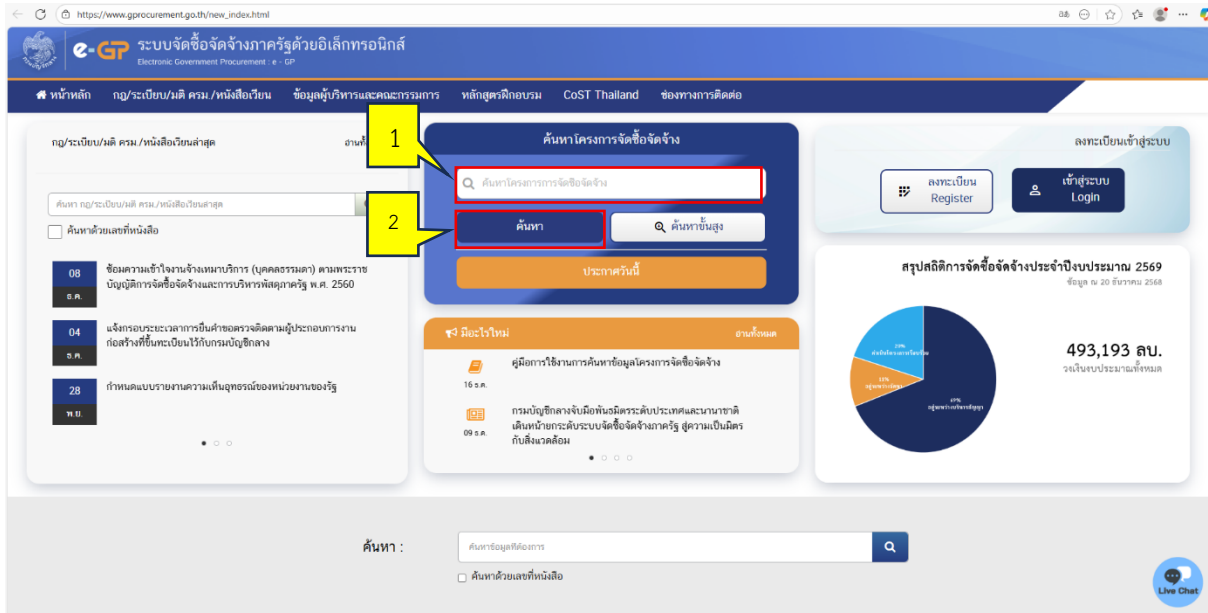 https://www.gprocurement.go.th/new_index.html
e-GP ระบบจัดซื้อจัดจ้างภาครัฐด้วยอิเล็กทรอนิกส์
Electronic Government Procurement : e - GP
หน้าหลัก กฎ/ระเบียบ/มติ ครม./หนังสือเวียน ข้อมูลผู้บริหารและคณะกรรมการ หลักสูตรฝึกอบรม CoST Thailand ช่องทางการติดต่อ
กฎ/ระเบียบ/มติ ครม./หนังสือเวียนล่าสุด
ค้นหา กฎ/ระเบียบ/มติ ครม./หนังสือเวียนล่าสุด
ค้นหาด้วยเลขที่หนังสือ
08 ธ.ค.
ซ้อมความเข้าใจงานจ้างเหมาบริการ (บุคคลธรรมดา) ตามพระราช
บัญญัติการจัดซื้อจัดจ้างและการบริหารพัสดุภาครัฐ พ.ศ. 2560
04 ธ.ค.
แจ้งกรอบระยะเวลาการยื่นคำขอตรวจติดตามผู้ประกอบการงาน
ก่อสร้างที่ขึ้นทะเบียนไว้กับกรมบัญชีกลาง
28 พ.ย.
กำหนดแบบรายงานความเห็นอุทธรณ์ของหน่วยงานของรัฐ
1
2
ค้นหาโครงการจัดซื้อจัดจ้าง
ค้นหาโครงการการจัดซื้อจัดจ้าง
ค้นหา ค้นหาขั้นสูง
ประกาศวันนี้
มีอะไรใหม่ อ่านทั้งหมด
16 ธ.ค.
คู่มือการใช้งานการค้นหาข้อมูลโครงการจัดซื้อจัดจ้าง
09 ธ.ค.
กรมบัญชีกลางจับมือพันธมิตรระดับประเทศและนานาชาติ
เดินหน้ายกระดับระบบจัดซื้อจัดจ้างภาครัฐ สู่ความเป็นมิตร
กับสิ่งแวดล้อม
ลงทะเบียนเข้าสู่ระบบ
ลงทะเบียน
Register
เข้าสู่ระบบ
Login
สรุปสถิติการจัดซื้อจัดจ้างประจำปีงบประมาณ 2569
ข้อมูล ณ 20 ธันวาคม 2568
493,193 ลบ.
วงเงินงบประมาณทั้งหมด
ค้นหา :
ค้นหาข้อมูลที่ต้องการ
ค้นหาด้วยเลขที่หนังสือ
Live Chat